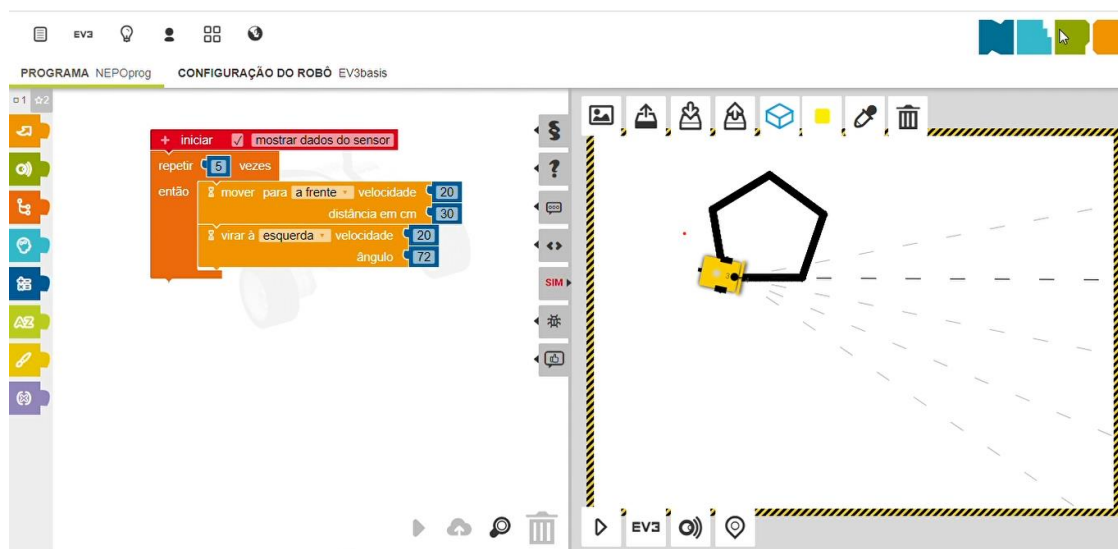 EV3
PROGRAMA NEPOprog CONFIGURAÇÃO DO ROBÔ EV3basis
1 2
+ iniciar mostrar dados do sensor
repetir 5 vezes
então
mover para a frente velocidade 20
distância em cm 30
virar à esquerda velocidade 20
ângulo 72
§
?
<>
SIM
AZ
EV3